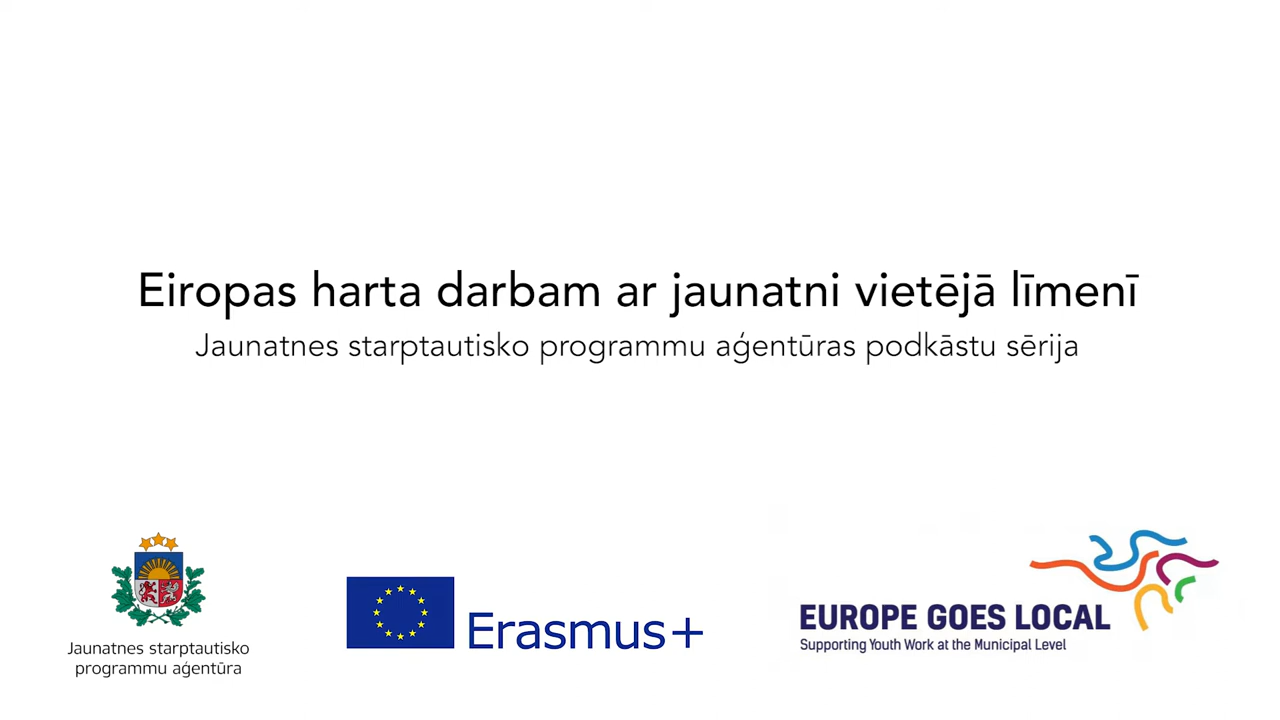 Eiropas harta darbam ar jaunatni vietējā līmenī
Jaunatnes starptautisko programmu aģentūras podkāstu sērija
Jaunatnes starptautisko
programmu aģentūra
Erasmus+
EUROPE GOES LOCAL
Supporting Youth Work at the Municipal Level